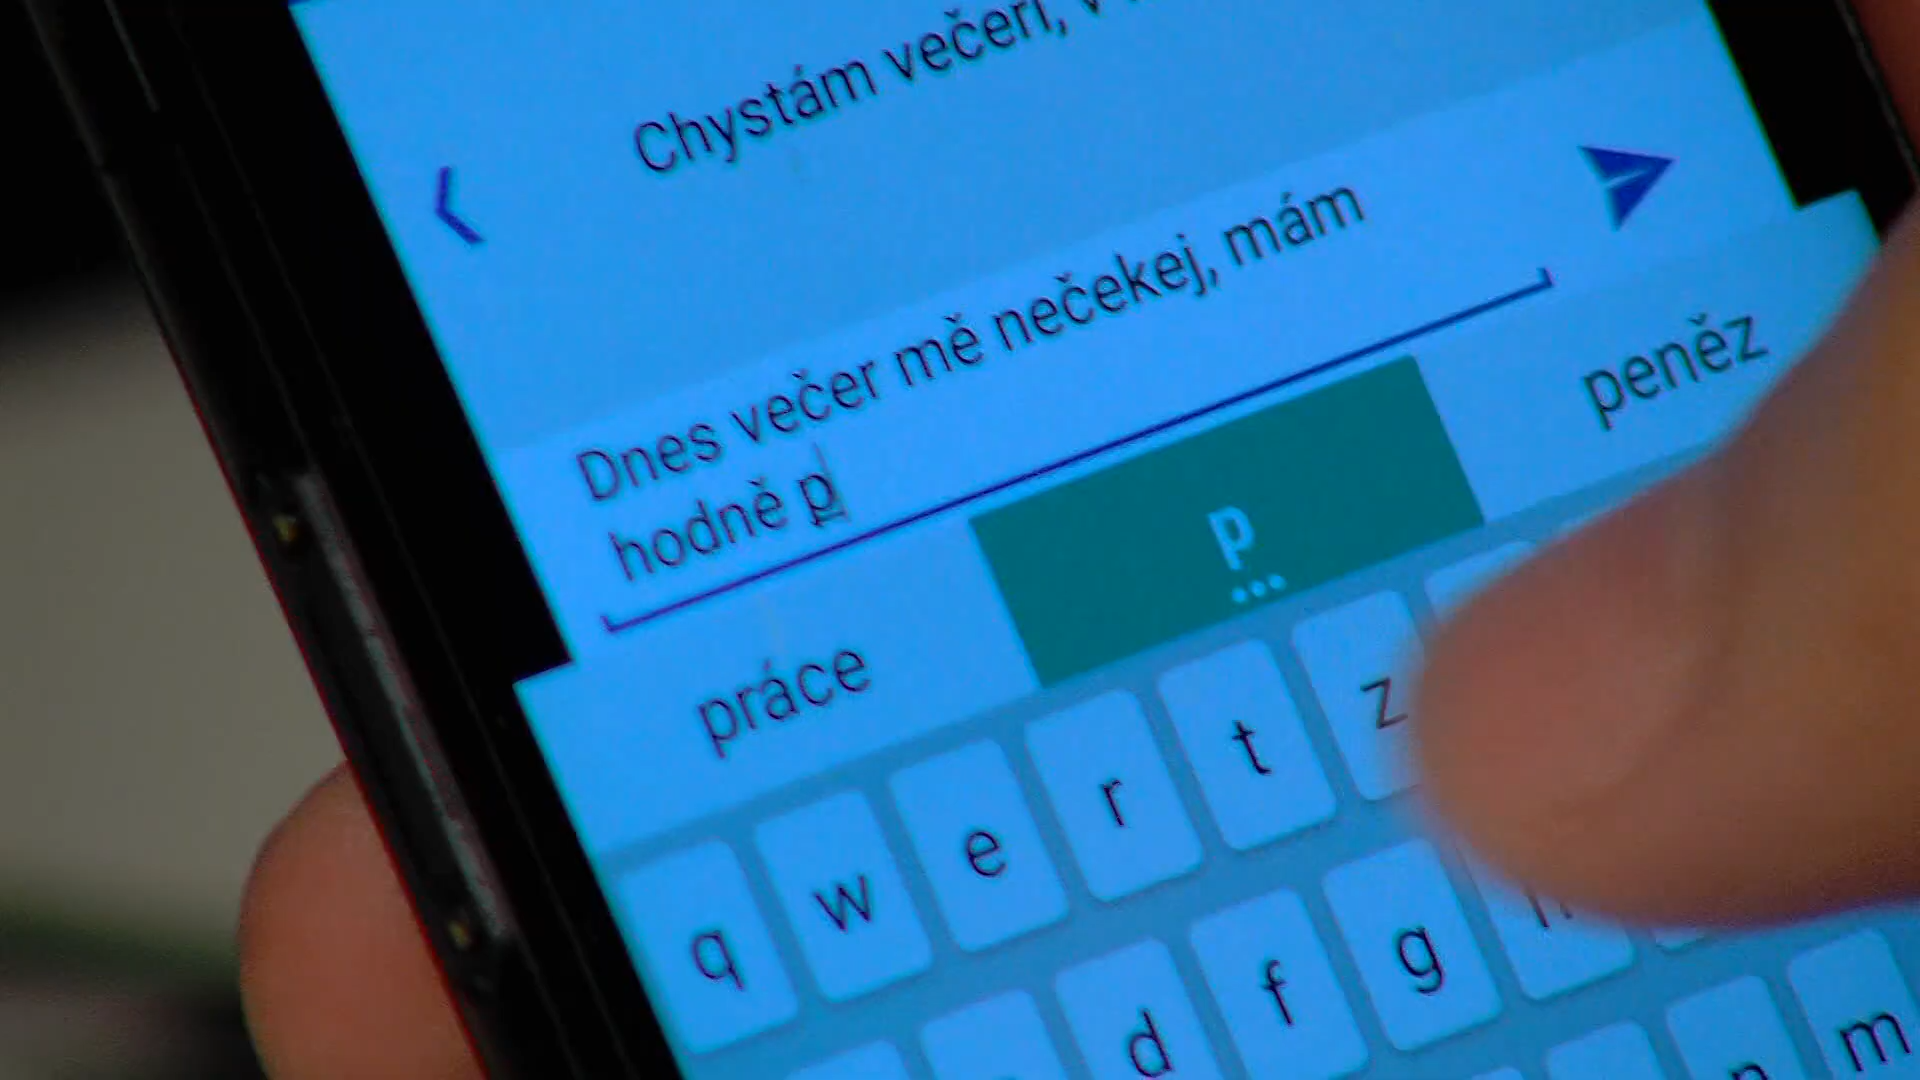 Chystám večeři,
Dnes večer mě nečekej, mám
hodně p
práce p peněz
q w e r t z
d f g
n m